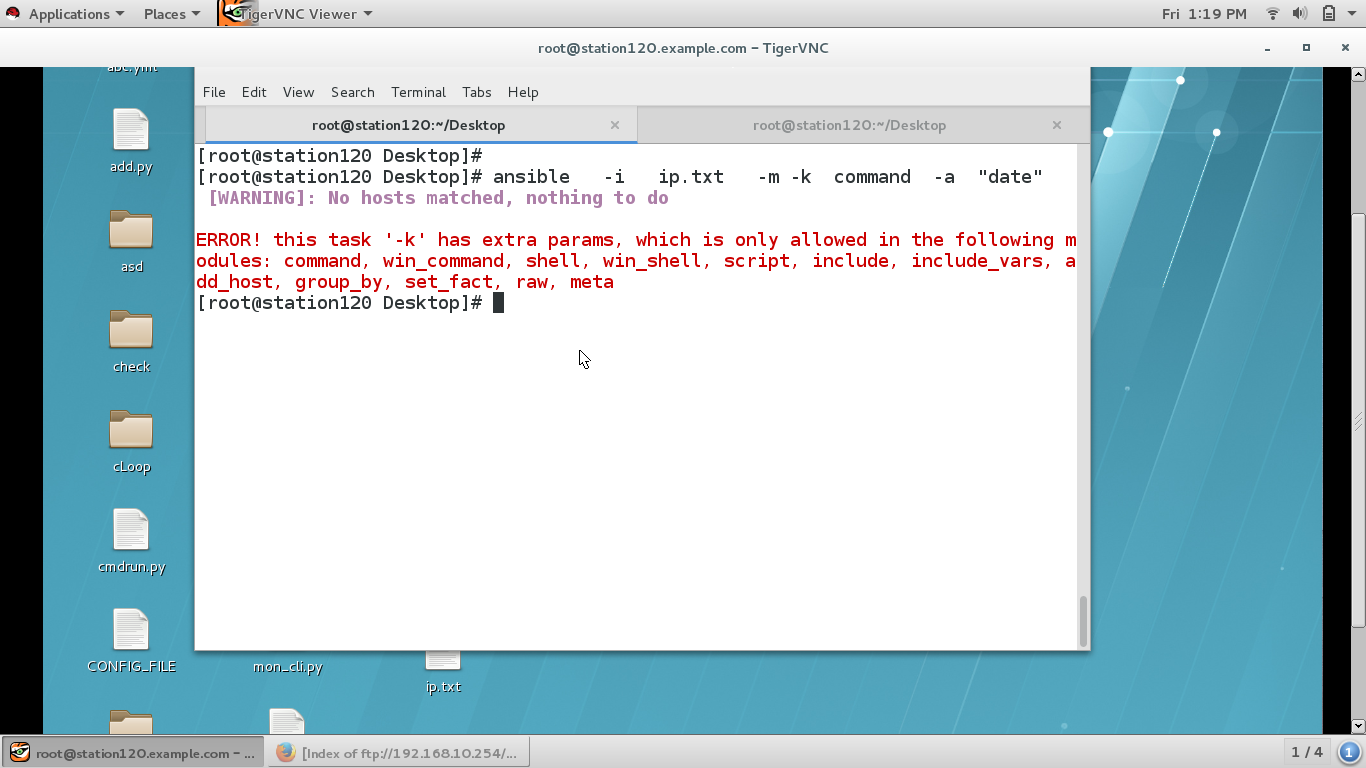 Applications
Places
TigerVNC Viewer
Fri 1:19 PM
root@station120.example.com − TigerVNC
abc.yml
File Edit View Search Terminal Tabs Help
root@station120:~/Desktop
root@station120:~/Desktop
[root@station120 Desktop]#
[root@station120 Desktop]# ansible   -i   ip.txt   -m -k  command  -a  "date"
[WARNING]: No hosts matched, nothing to do
ERROR! this task '-k' has extra params, which is only allowed in the following m
odules: command, win_command, shell, win_shell, script, include, include_vars, a
dd_host, group_by, set_fact, raw, meta
[root@station120 Desktop]#
add.py
asd
check
cLoop
cmdrun.py
CONFIG_FILE
mon_cli.py
ip.txt
root@station120.example.com − ...
[Index of ftp://192.168.10.254/...
1 / 4
1